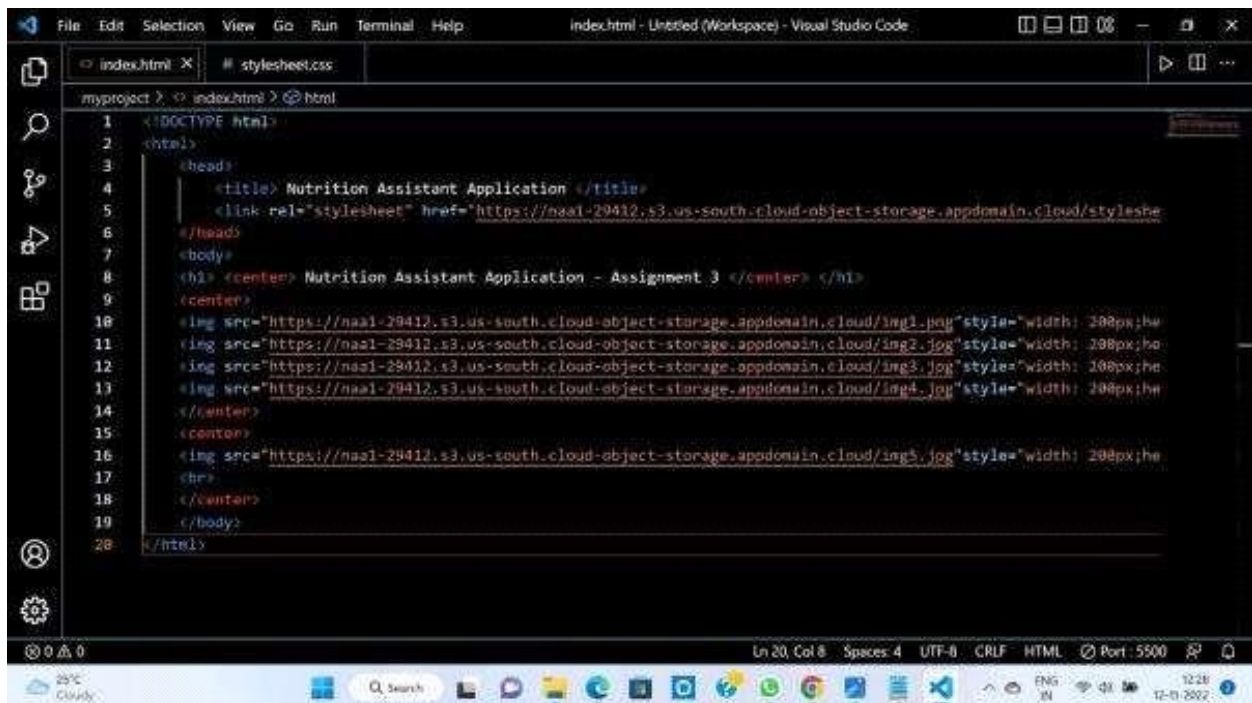 File Edit Selection View Go Run Terminal Help index.html - Untitled (Workspace) - Visual Studio Code
index.html # stylesheet.css
myproject > index.html > html
1 <!DOCTYPE html>
2 <html>
3 <head>
4 <title> Nutrition Assistant Application </title>
5 <link rel="stylesheet" href="https://naa1-29412.s3.us-south.cloud-object-storage.appdomain.cloud/styleshe
6 </head>
7 <body>
8 <h1> <center> Nutrition Assistant Application - Assignment 3 </center> </h1>
9 <center>
10 <img src="https://naa1-29412.s3.us-south.cloud-object-storage.appdomain.cloud/img1.png"style="width: 200px;he
11 <img src="https://naa1-29412.s3.us-south.cloud-object-storage.appdomain.cloud/img2.jpg"style="width: 200px;he
12 <img src="https://naa1-29412.s3.us-south.cloud-object-storage.appdomain.cloud/img3.jpg"style="width: 200px;he
13 <img src="https://naa1-29412.s3.us-south.cloud-object-storage.appdomain.cloud/img4.jpg"style="width: 200px;he
14 </center>
15 <center>
16 <img src="https://naa1-29412.s3.us-south.cloud-object-storage.appdomain.cloud/img5.jpg"style="width: 200px;he
17 <br>
18 </center>
19 </body>
20 </html>
0 0 Ln 20, Col 8 Spaces: 4 UTF-8 CRLF HTML Port : 5500
25°C Search ENG 12:28
Cloudy IN 12-11-2022